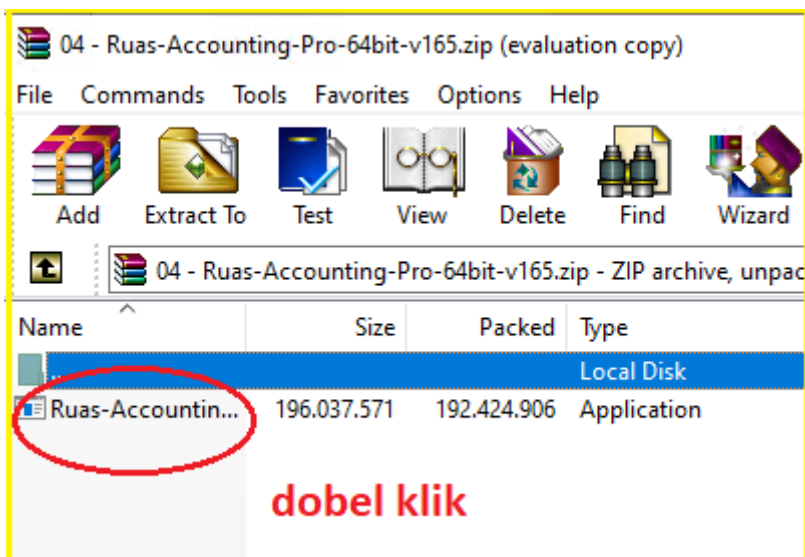 04 - Ruas-Accounting-Pro-64bit-v165.zip (evaluation copy)
File Commands Tools Favorites Options Help
Add Extract To Test View Delete Find Wizard
04 - Ruas-Accounting-Pro-64bit-v165.zip - ZIP archive, unpac
Name Size Packed Type
.. Local Disk
Ruas-Accountin... 196.037.571 192.424.906 Application
dobel klik